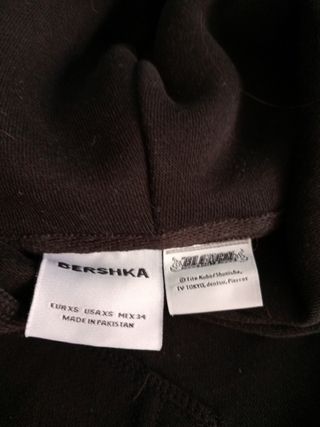 BERSHKA
EUR XS USA XS MEX 34
MADE IN PAKISTAN
BLEACH
© Tite Kubo/ Shueisha,
TV TOKYO, dentsu, Pierrot